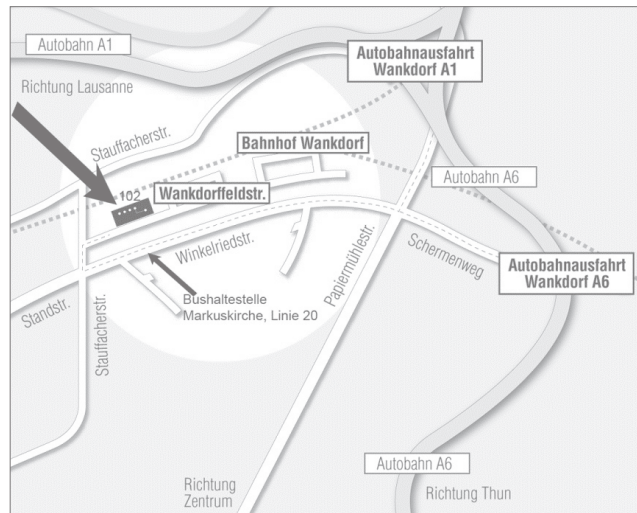 Autobahn A1
Autobahnausfahrt
Wankdorf A1
Richtung Lausanne
Stauffacherstr.
Bahnhof Wankdorf
Autobahn A6
102
Wankdorffeldstr.
Winkelriedstr.
Papiermühlestr.
Schermenweg
Autobahnausfahrt
Wankdorf A6
Bushaltestelle
Markuskirche, Linie 20
Standstr.
Stauffacherstr.
Autobahn A6
Richtung
Zentrum
Richtung Thun